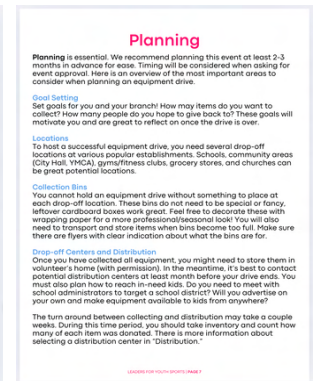 Planning
Planning is essential. We recommend planning this event at least 2-3
months in advance for ease. Timing will be considered when asking for
event approval. Here is an overview of the most important areas to
consider when planning an equipment drive.
Goal Setting
Set goals for you and your branch! How may items do you want to
collect? How many people do you hope to give back to? These goals will
motivate you and are great to reflect on once the drive is over.
Locations
To host a successful equipment drive, you need several drop-off
locations at various popular establishments. Schools, community areas
(City Hall, YMCA), gyms/fitness clubs, grocery stores, and churches can
be great potential locations.
Collection Bins
You cannot hold an equipment drive without something to place at
each drop-off location. These bins do not need to be special or fancy,
leftover cardboard boxes work great. Feel free to decorate these with
wrapping paper for a more professional/seasonal look! You will also
need to transport and store items when bins become too full. Make sure
there are flyers with clear indication about what the bins are for.
Drop-off Centers and Distribution
Once you have collected all equipment, you might need to store them in
volunteer's home (with permission). In the meantime, it's best to contact
potential distribution centers at least month before your drive ends. You
must also plan how to reach in-need kids. Do you need to meet with
school administrators to target a school district? Will you advertise on
your own and make equipment available to kids from anywhere?
The turn around between collecting and distribution may take a couple
weeks. During this time period, you should take inventory and count how
many of each item was donated. There is more information about
selecting a distribution center in "Distribution."
LEADERS FOR YOUTH SPORTS | PAGE 7